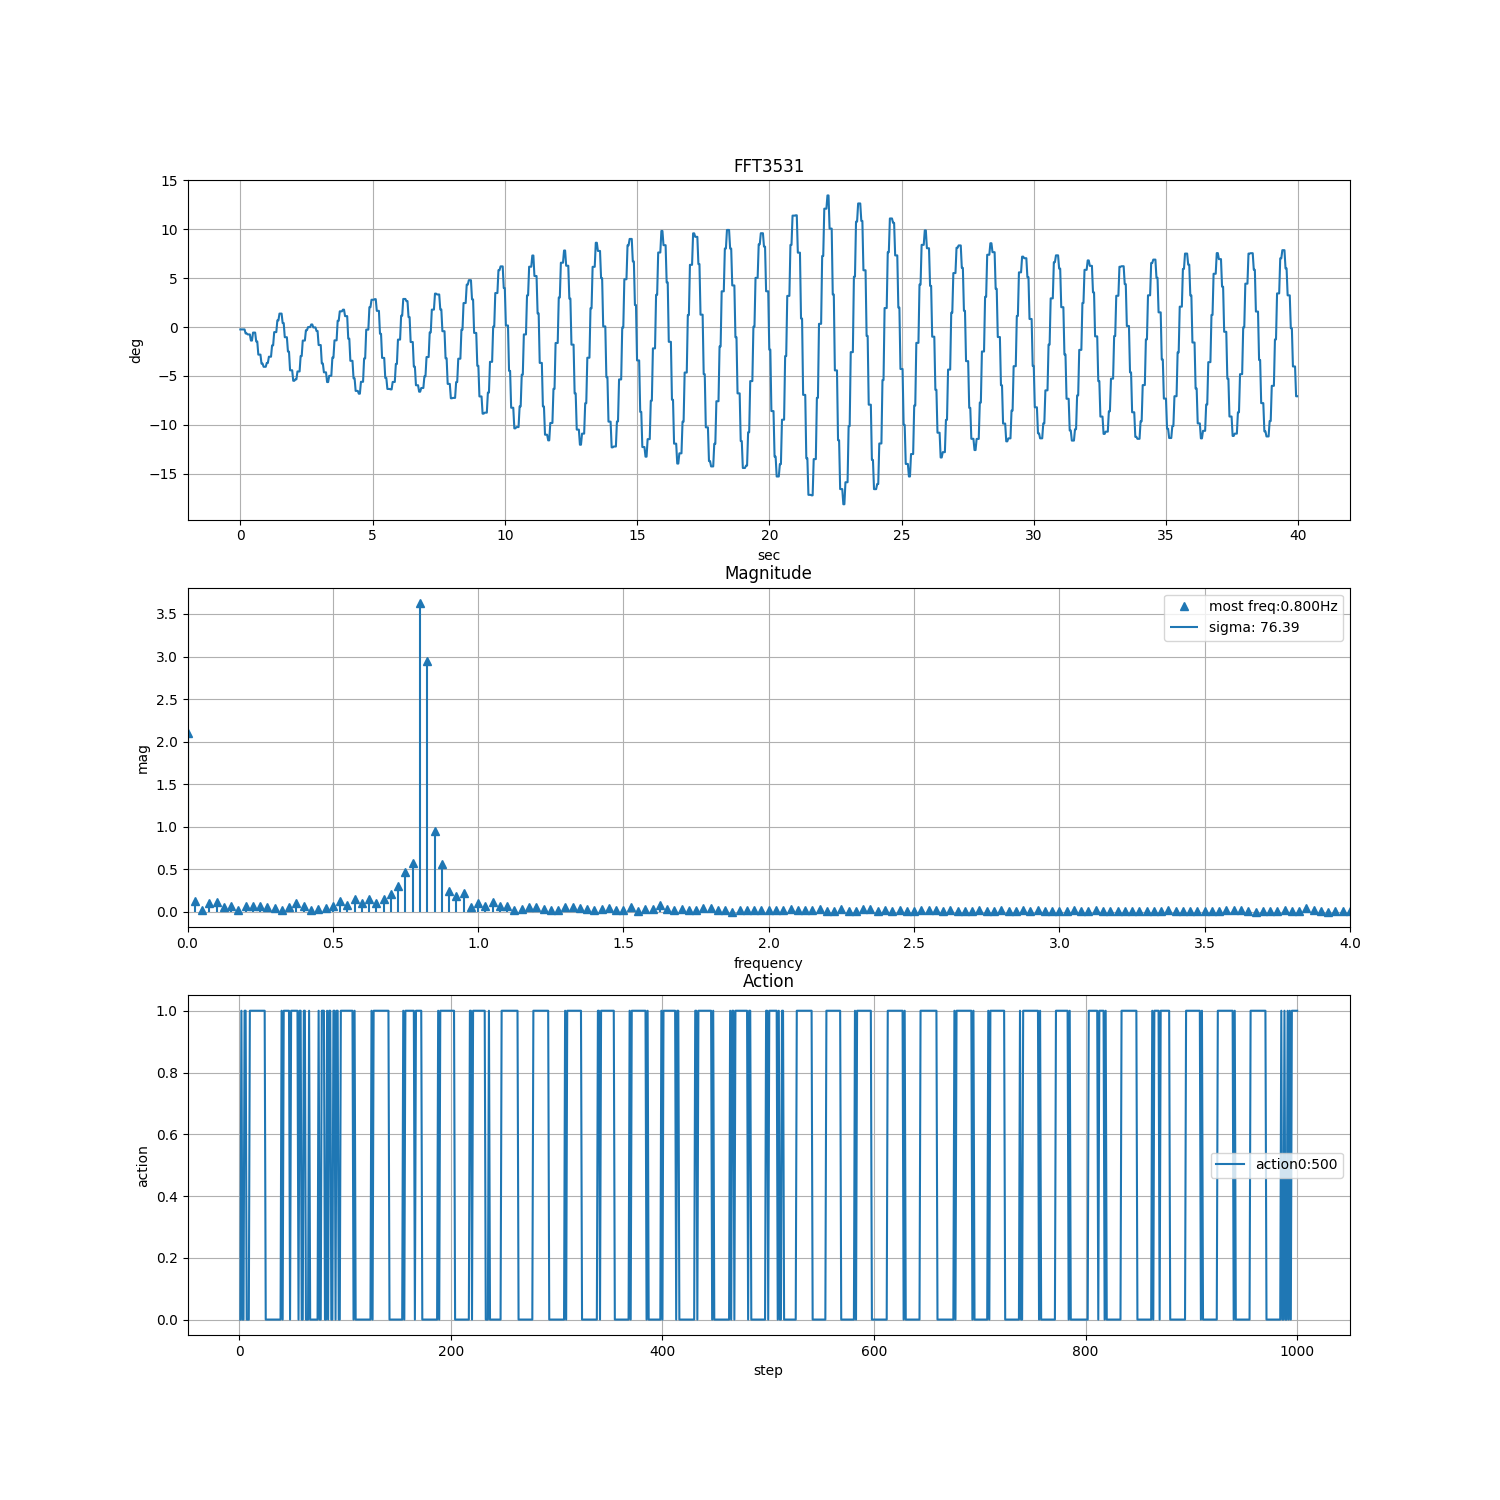 FFT3531
15
10
5
0
−5
−10
−15
deg
0 5 10 15 20 25 30 35 40
sec
Magnitude
3.5
3.0
2.5
2.0
1.5
1.0
0.5
0.0
mag
most freq:0.800Hz
sigma: 76.39
0.0 0.5 1.0 1.5 2.0 2.5 3.0 3.5 4.0
frequency
Action
1.0
0.8
0.6
0.4
0.2
0.0
action
action0:500
0 200 400 600 800 1000
step